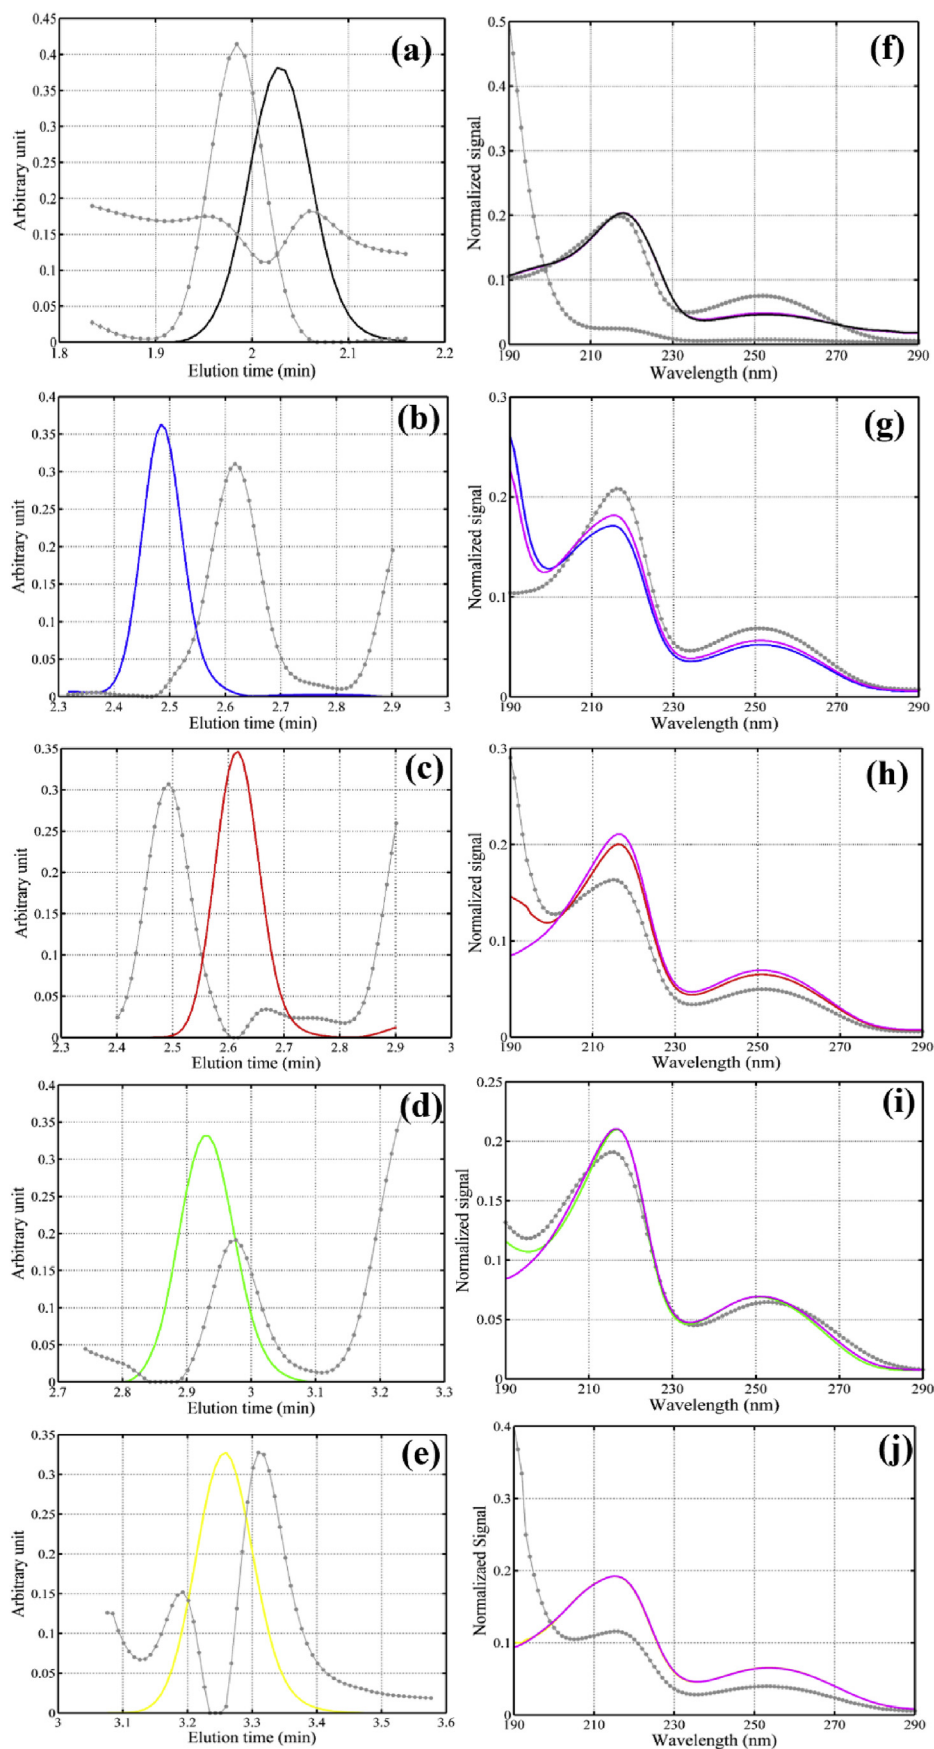 0.45
0.4
0.35
0.3
0.25
0.2
0.15
0.1
0.05
0
Arbitrary unit
(a)
1.8 1.9 2 2.1 2.2
Elution time (min)
0.5
0.4
0.3
0.2
0.1
0
Normalized signal
(f)
190 210 230 250 270 290
Wavelength (nm)
0.4
0.35
0.3
0.25
0.2
0.15
0.1
0.05
0
Arbitrary unit
(b)
2.3 2.4 2.5 2.6 2.7 2.8 2.9 3
Elution time (min)
0.3
0.2
0.1
0
Normalized signal
(g)
190 210 230 250 270 290
Wavelength (nm)
0.35
0.3
0.25
0.2
0.15
0.1
0.05
0
Arbitrary unit
(c)
2.3 2.4 2.5 2.6 2.7 2.8 2.9 3
Elution time (min)
0.3
0.2
0.1
0
Normalized signal
(h)
190 210 230 250 270 290
Wavelength (nm)
0.4
0.35
0.3
0.25
0.2
0.15
0.1
0.05
0
Arbitrary unit
(d)
2.7 2.8 2.9 3 3.1 3.2 3.3
Elution time (min)
0.25
0.2
0.15
0.1
0.05
0
Normalized signal
(i)
190 210 230 250 270 290
Wavelength (nm)
0.35
0.3
0.25
0.2
0.15
0.1
0.05
0
Arbitrary unit
(e)
3 3.1 3.2 3.3 3.4 3.5 3.6
Elution time (min)
0.4
0.3
0.2
0.1
0
Normalizaed Signal
(j)
190 210 230 250 270 290
Wavelength (nm)